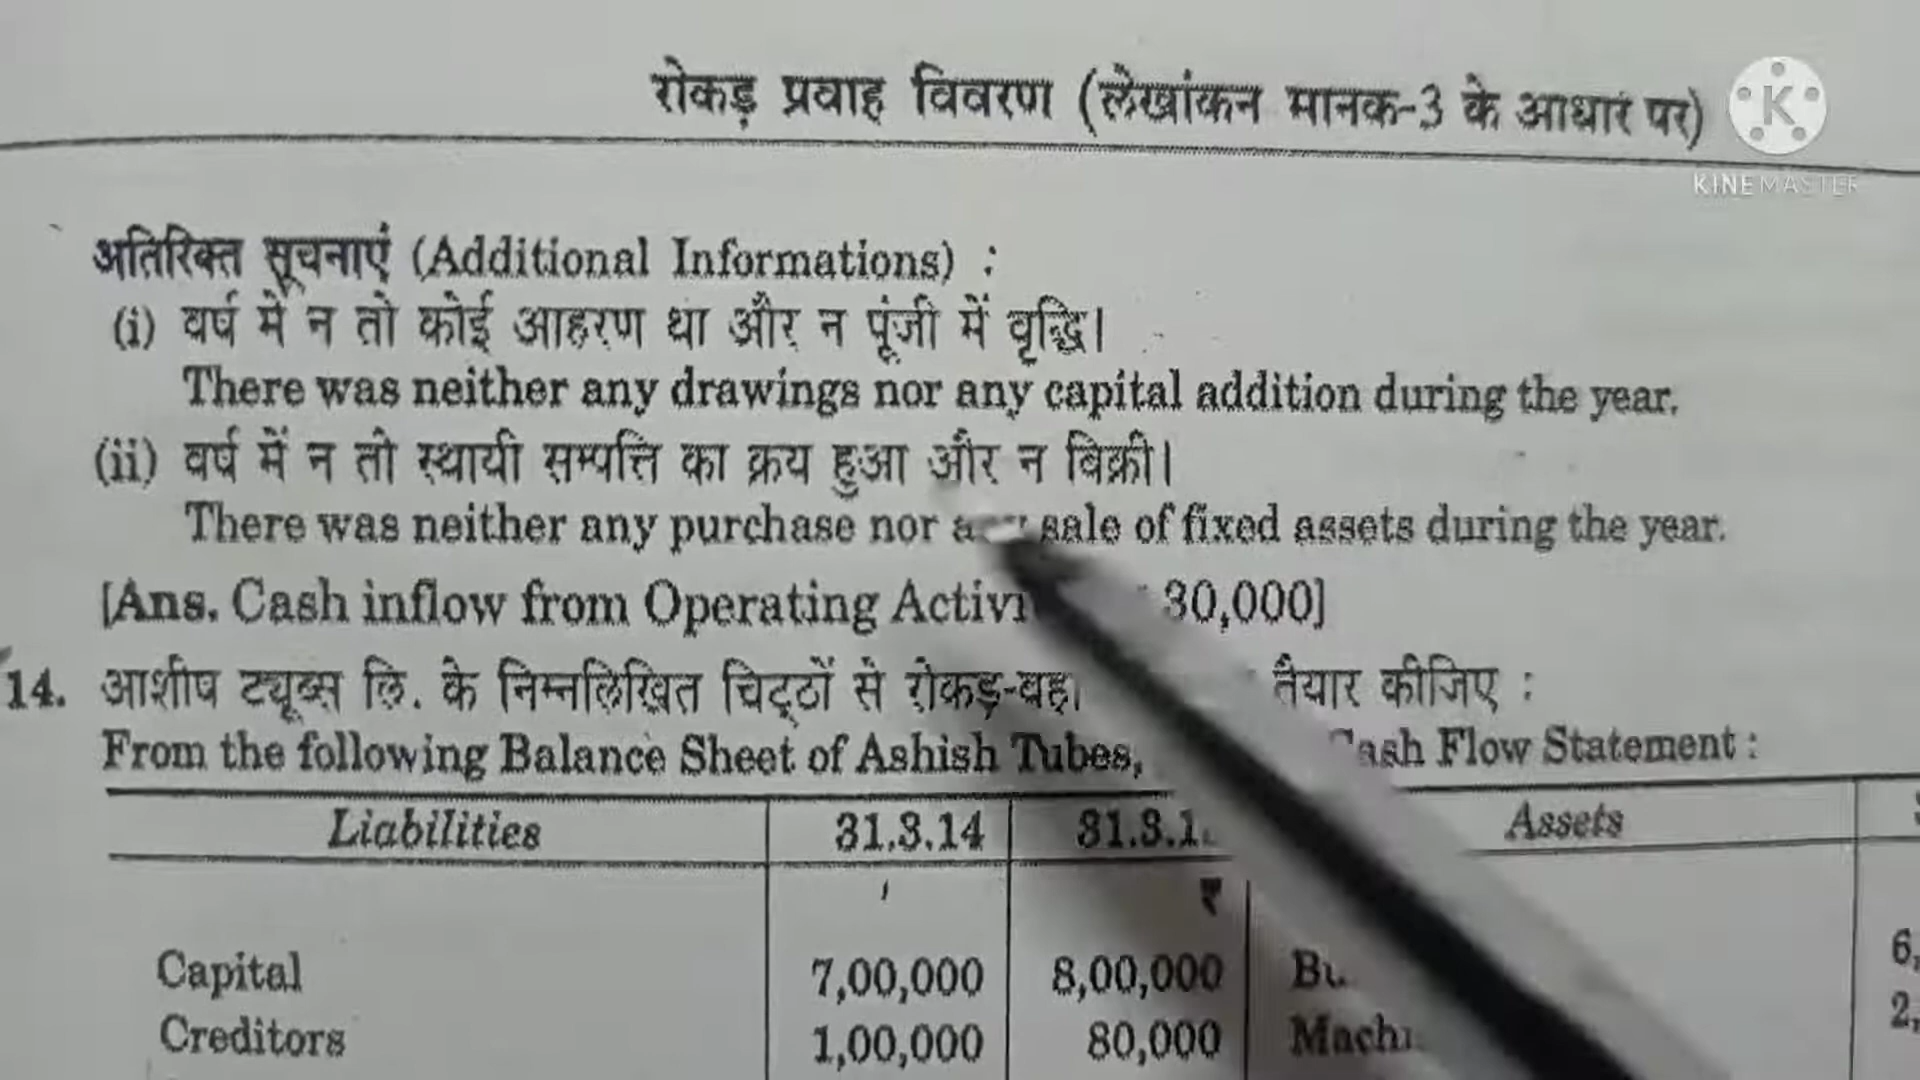 रोकड़ प्रवाह विवरण (लेखांकन मानक-3 के आधार पर)
KINEMASTER
अतिरिक्त सूचनाएं (Additional Informations) :
(i) वर्ष में न तो कोई आहरण था और न पूंजी में वृद्धि।
There was neither any drawings nor any capital addition during the year.
(ii) वर्ष में न तो स्थायी सम्पत्ति का क्रय हुआ और न बिक्री।
There was neither any purchase nor any sale of fixed assets during the year.
[Ans. Cash inflow from Operating 30,000]
14. आशीष ट्यूब्स लि. के निम्नलिखित चिट्ठों से तैयार कीजिए :
From the following Balance Sheet of Ashish Tubes, Cash Flow Statement :
Liabilities 31.3.14 Assets
₹
Capital 7,00,000 8,00,000
Creditors 1,00,000 80,000